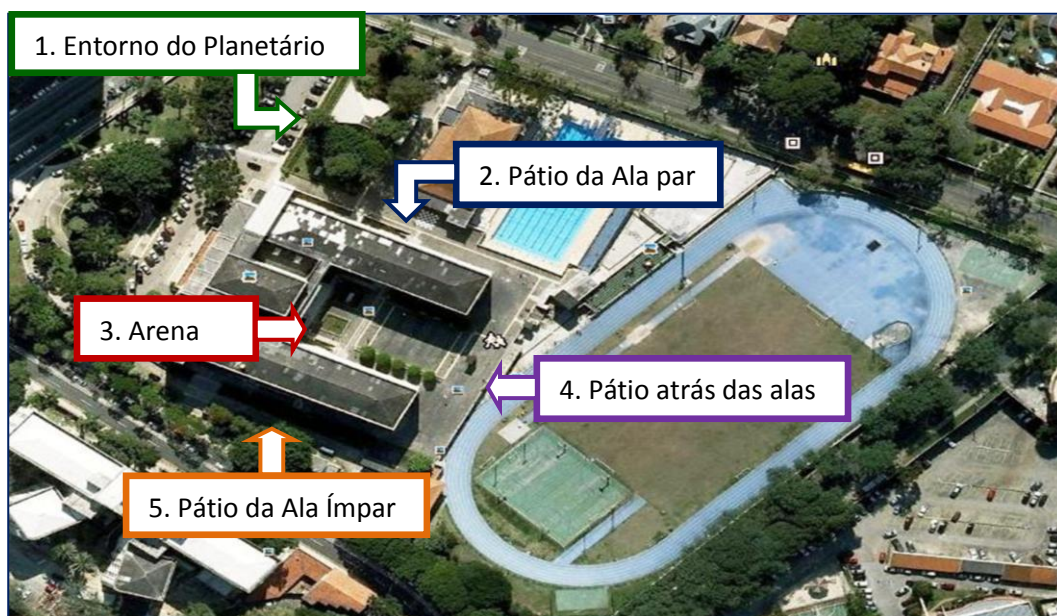 1. Entorno do Planetário
2. Pátio da Ala par
3. Arena
4. Pátio atrás das alas
5. Pátio da Ala Ímpar